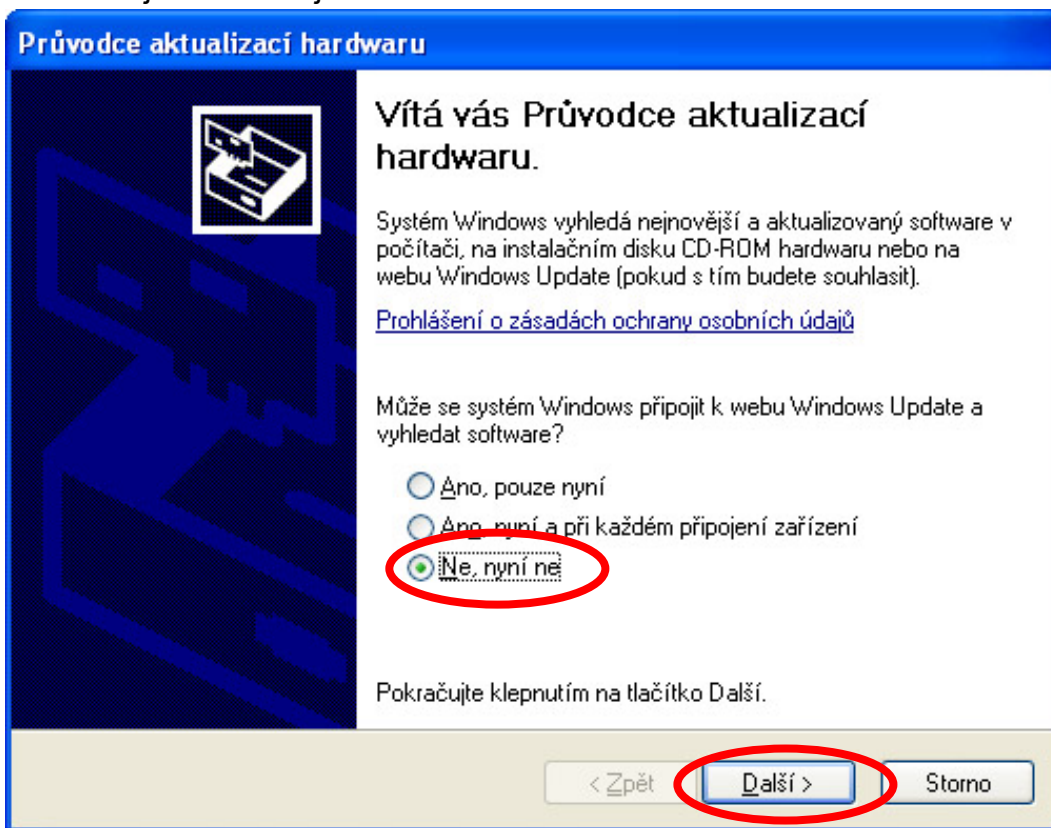 Průvodce aktualizací hardwaru
Vítá vás Průvodce aktualizací
hardwaru.
Systém Windows vyhledá nejnovější a aktualizovaný software v
počítači, na instalačním disku CD-ROM hardwaru nebo na
webu Windows Update (pokud s tím budete souhlasit).
Prohlášení o zásadách ochrany osobních údajů
Může se systém Windows připojit k webu Windows Update a
vyhledat software?
Ano, pouze nyní
Ano, nyní a při každém připojení zařízení
Ne, nyní ne
Pokračujte klepnutím na tlačítko Další.
< Zpět
Další >
Storno